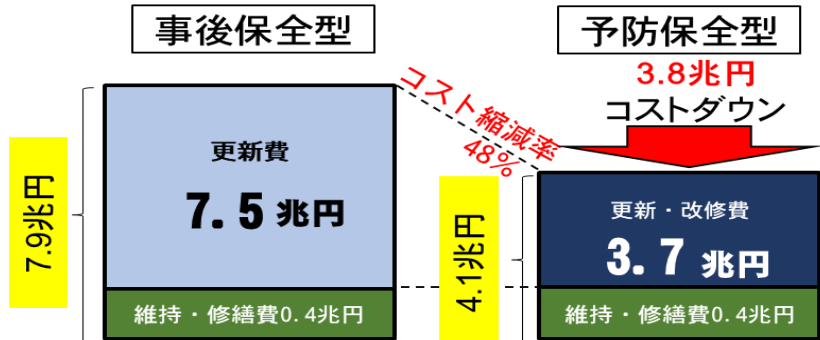 事後保全型
予防保全型
3.8兆円
コストダウン
コスト縮減率
48%
7.9兆円
更新費
7.5兆円
維持・修繕費0.4兆円
4.1兆円
更新・改修費
3.7兆円
維持・修繕費0.4兆円